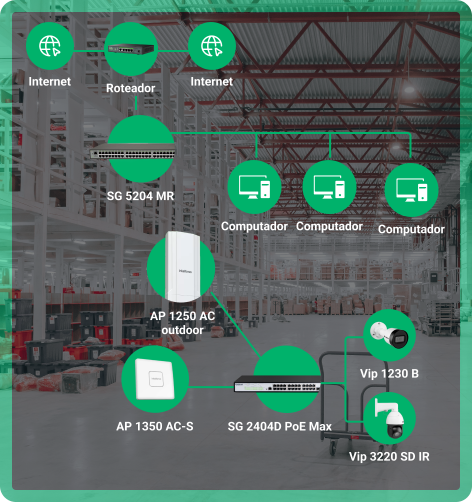 Internet
Roteador
Internet
SG 5204 MR
Computador
Computador
Computador
AP 1250 AC
outdoor
Vip 1230 B
AP 1350 AC-S
SG 2404D PoE Max
Vip 3220 SD IR